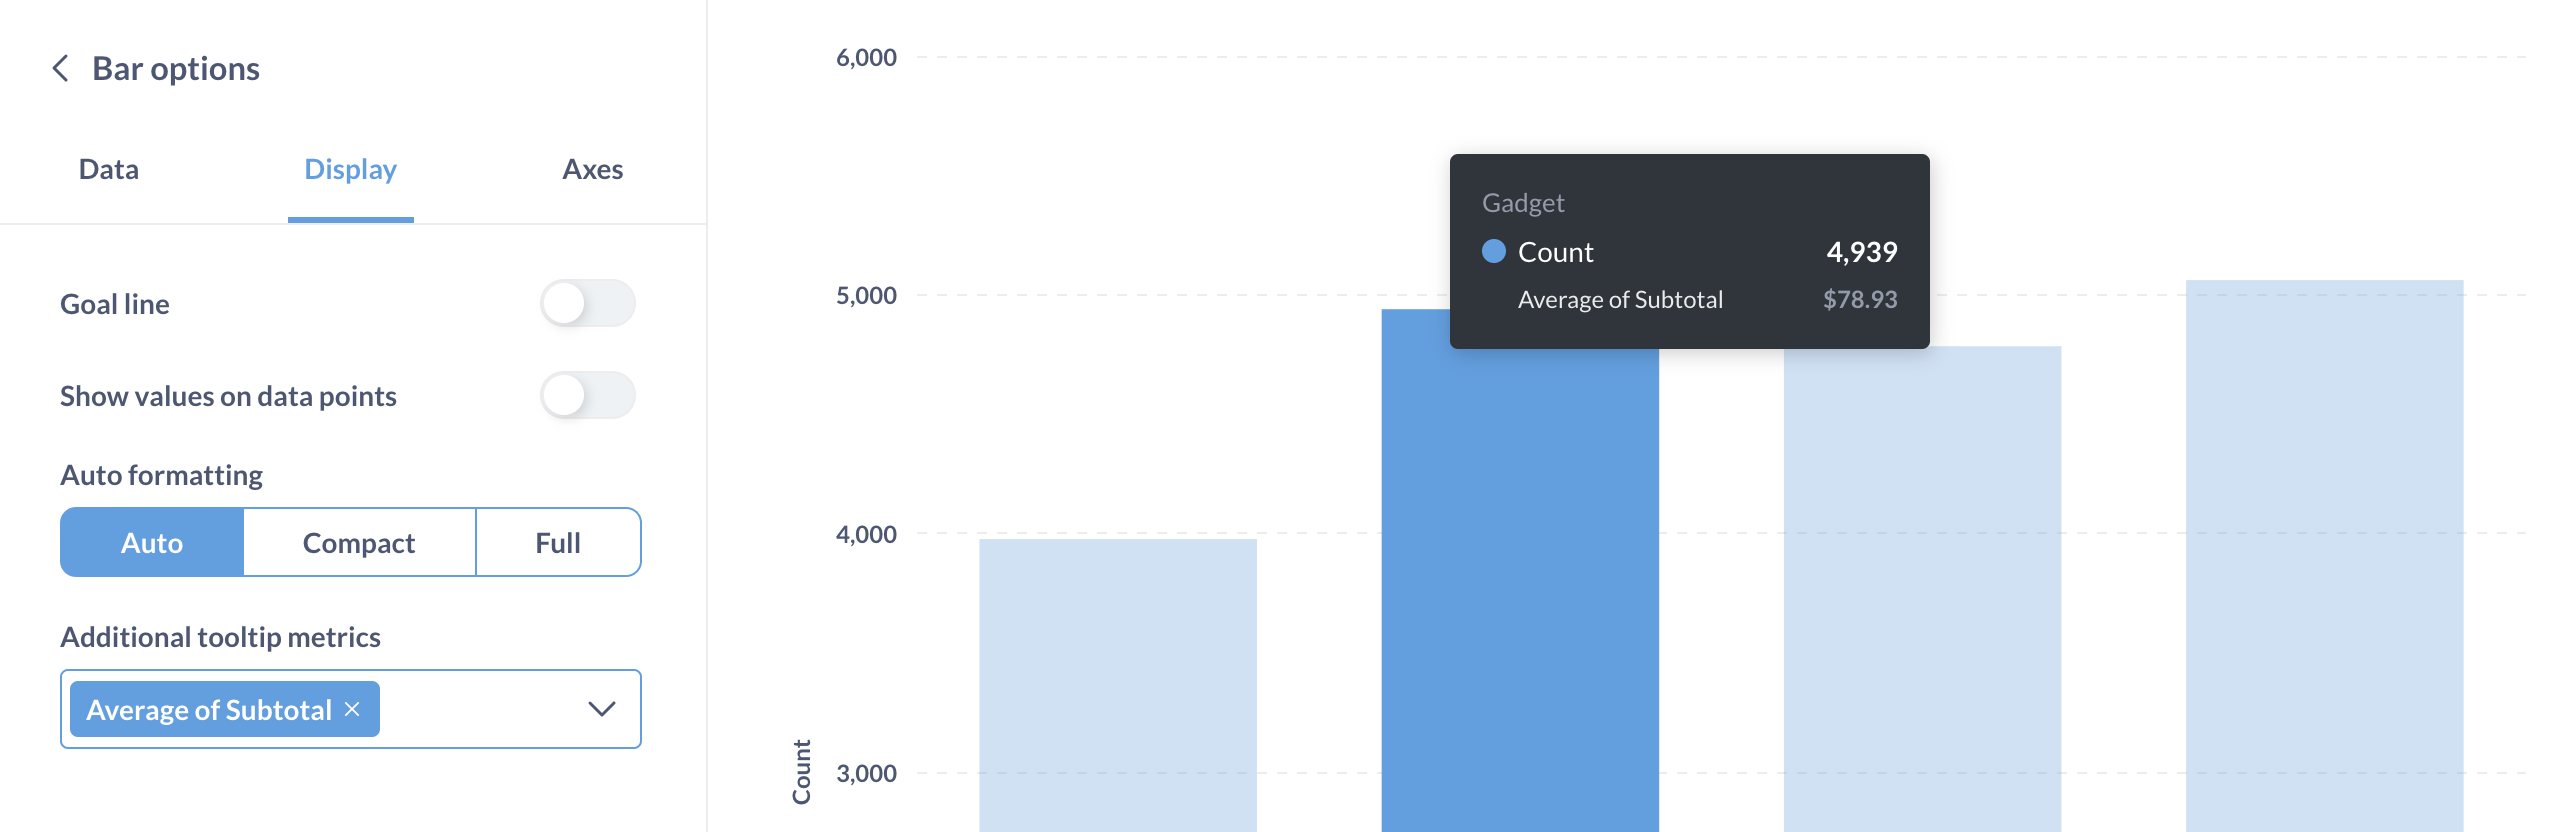 Bar options
Data Display Axes
Goal line
Show values on data points
Auto formatting
Auto Compact Full
Additional tooltip metrics
Average of Subtotal
6,000
5,000
4,000
3,000
Count
Gadget
Count 4,939
Average of Subtotal $78.93